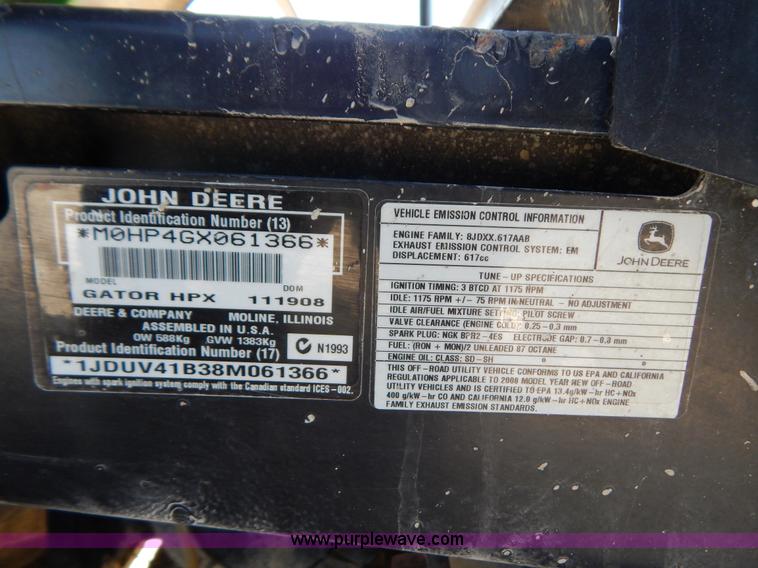 JOHN DEERE
Product Identification Number (13)
*M0HP4GX061366*
MODEL DOM
GATOR HPX 111908
DEERE & COMPANY MOLINE, ILLINOIS
ASSEMBLED IN U.S.A.
OW 588Kg GVW 1383Kg
N1993
Product Identification Number (17)
*1JDUV41B38M061366*
Engines with spark ignition system comply with the Canadian standard ICES-002.
VEHICLE EMISSION CONTROL INFORMATION
ENGINE FAMILY: 8JDXX.617AAB
EXHAUST EMISSION CONTROL SYSTEM: EM
DISPLACEMENT: 617cc
JOHN DEERE
TUNE-UP SPECIFICATIONS
IGNITION TIMING: 3 BTCD AT 1175 RPM
IDLE: 1175 RPM +/- 75 RPM IN NEUTRAL - NO ADJUSTMENT
IDLE AIR/FUEL MIXTURE SETTING: PILOT SCREW
VALVE CLEARANCE (ENGINE COLD): 0.25-0.3 mm
SPARK PLUG: NGK BPR2-4ES ELECTRODE GAP: 0.7-0.8 mm
FUEL: (RON + MON)/2 UNLEADED 87 OCTANE
ENGINE OIL: CLASS: SD-SH
THIS OFF-ROAD UTILITY VEHICLE CONFORMS TO US EPA AND CALIFORNIA
REGULATIONS APPLICABLE TO 2008 MODEL YEAR NEW OFF-ROAD
UTILITY VEHICLES AND IS CERTIFIED TO EPA 13.4g/kW-hr HC+NOx
400 g/kW-hr CO AND CALIFORNIA 12.0 g/kW-hr HC+NOx ENGINE
FAMILY EXHAUST EMISSION STANDARDS.
www.purplewave.com